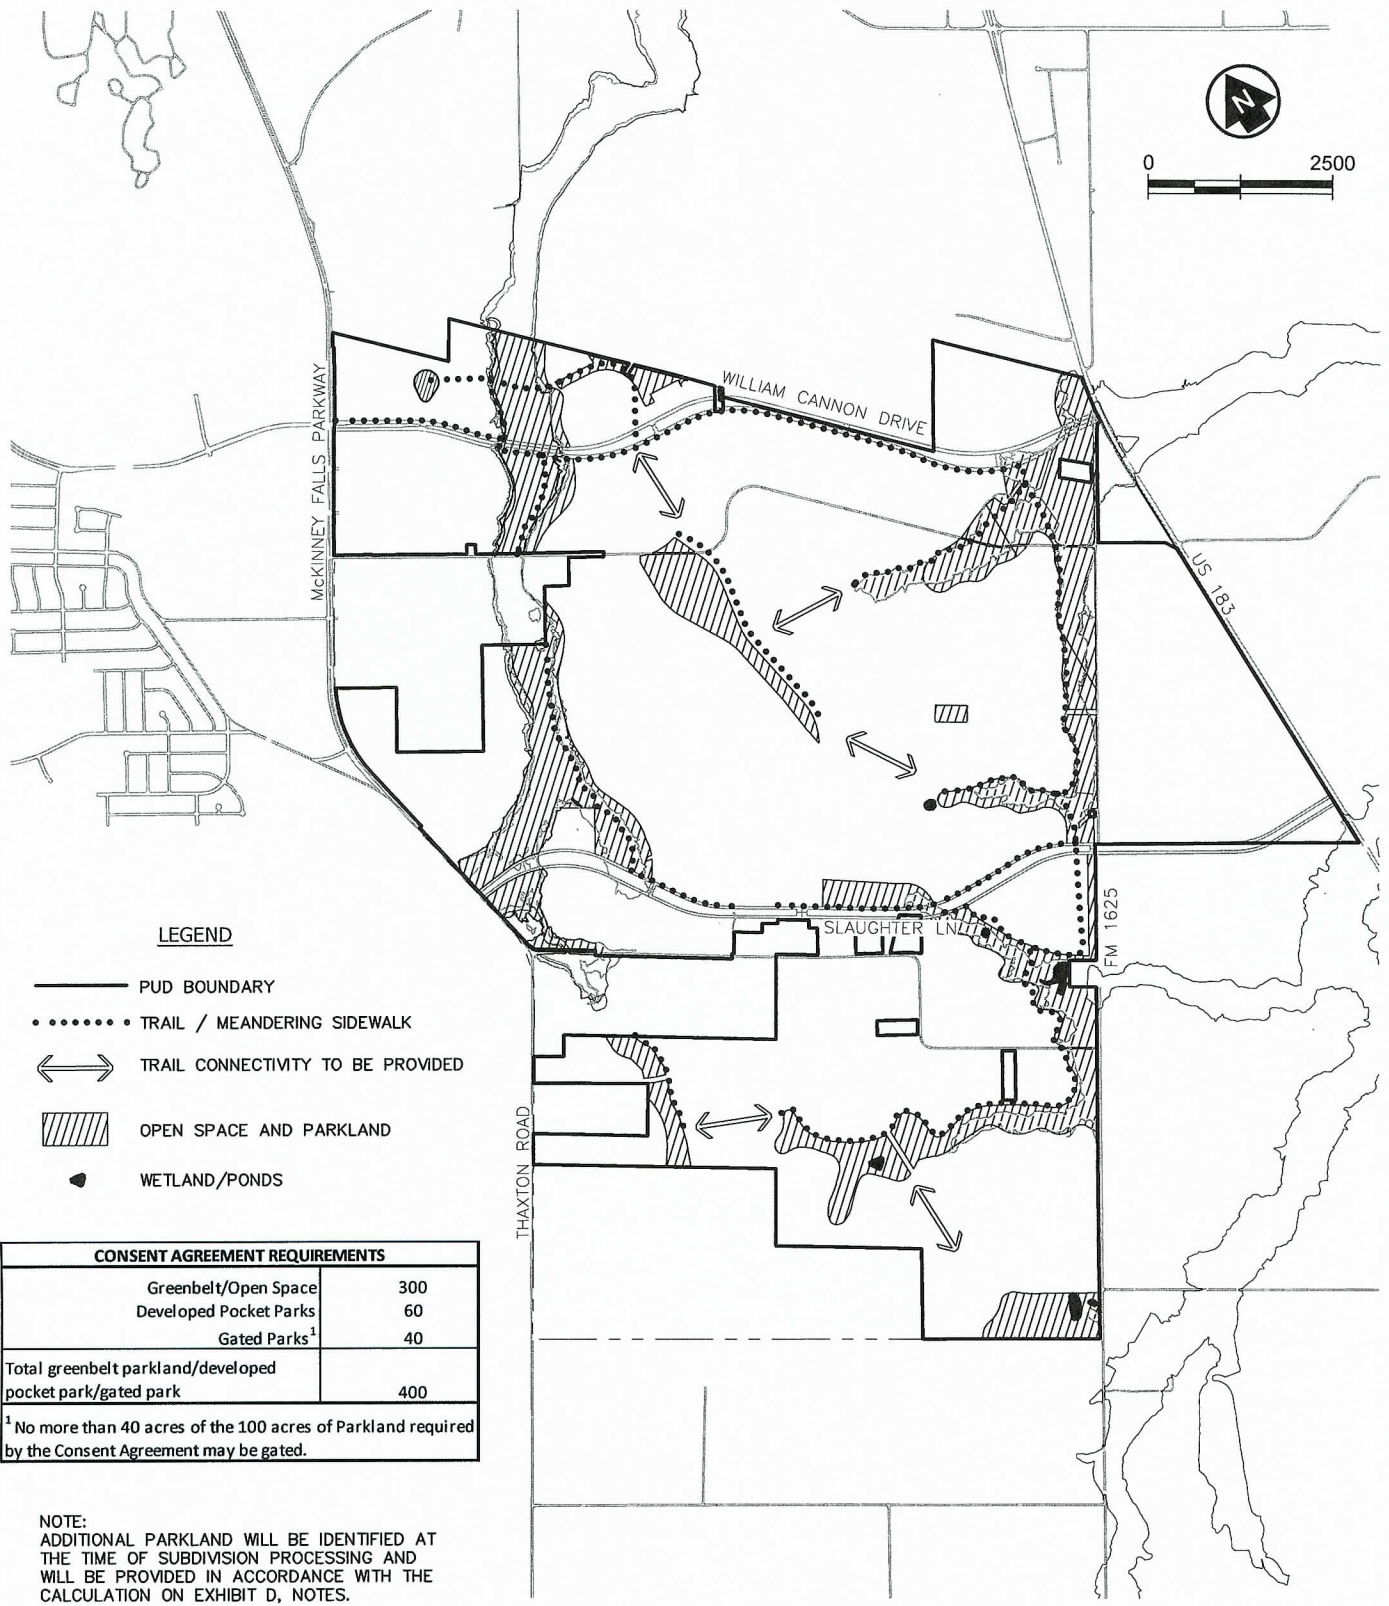 N
0 2500
WILLIAM CANNON DRIVE
McKINNEY FALLS PARKWAY
US 183
SLAUGHTER LN
FM 1625
THAXTON ROAD
LEGEND
PUD BOUNDARY
TRAIL / MEANDERING SIDEWALK
TRAIL CONNECTIVITY TO BE PROVIDED
OPEN SPACE AND PARKLAND
WETLAND/PONDS
CONSENT AGREEMENT REQUIREMENTS
Greenbelt/Open Space 300
Developed Pocket Parks 60
Gated Parks¹ 40
Total greenbelt parkland/developed
pocket park/gated park 400
¹ No more than 40 acres of the 100 acres of Parkland required
by the Consent Agreement may be gated.
NOTE:
ADDITIONAL PARKLAND WILL BE IDENTIFIED AT
THE TIME OF SUBDIVISION PROCESSING AND
WILL BE PROVIDED IN ACCORDANCE WITH THE
CALCULATION ON EXHIBIT D, NOTES.